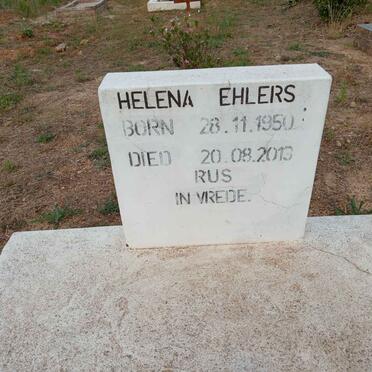 HELENA EHLERS
BORN 28.11.1950
DIED 20.08.2013
RUS
IN VREDE.